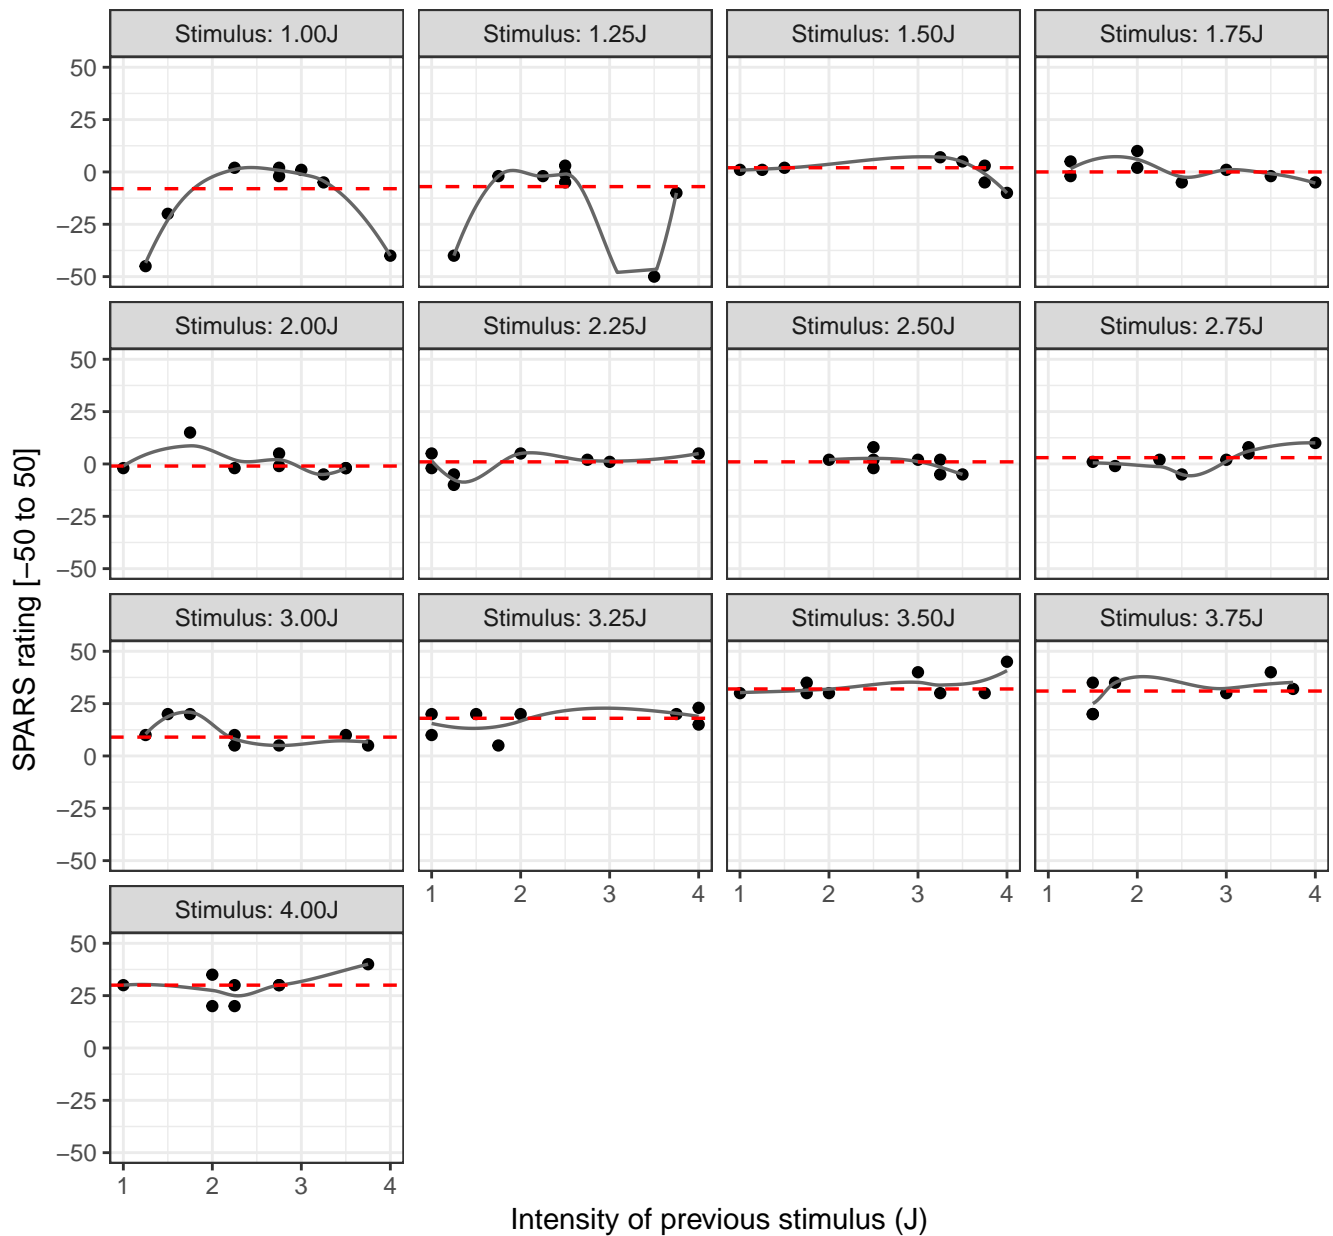 Stimulus: 1.00J Stimulus: 1.25J Stimulus: 1.50J Stimulus: 1.75J
50
25
0
−25
−50
Stimulus: 2.00J Stimulus: 2.25J Stimulus: 2.50J Stimulus: 2.75J
50
25
0
−25
−50
SPARS rating [−50 to 50]
Stimulus: 3.00J Stimulus: 3.25J Stimulus: 3.50J Stimulus: 3.75J
50
25
0
−25
−50
1 2 3 4 1 2 3 4 1 2 3 4
Stimulus: 4.00J
50
25
0
−25
−50
1 2 3 4
Intensity of previous stimulus (J)